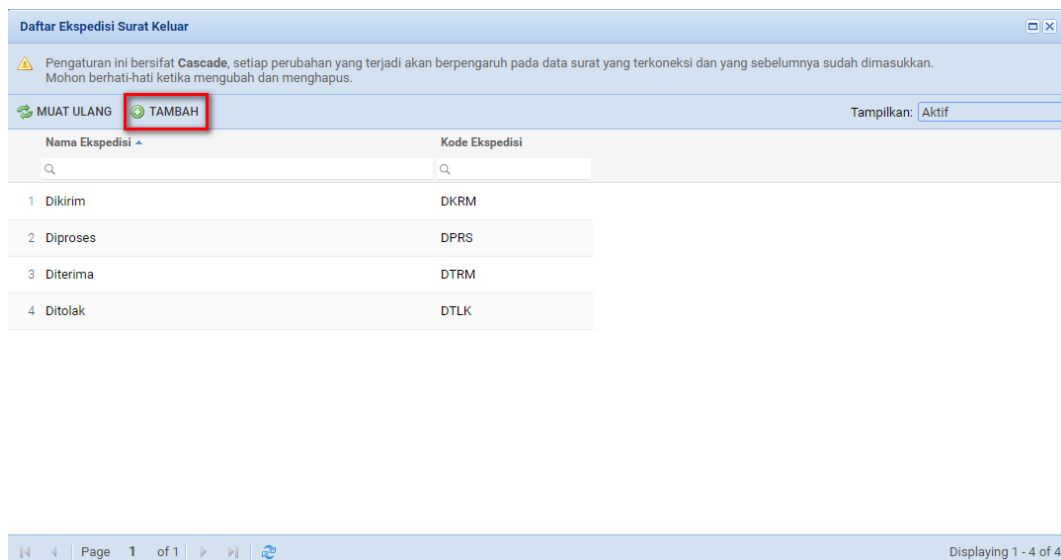 Daftar Ekspedisi Surat Keluar
Pengaturan ini bersifat Cascade, setiap perubahan yang terjadi akan berpengaruh pada data surat yang terkoneksi dan yang sebelumnya sudah dimasukkan.
Mohon berhati-hati ketika mengubah dan menghapus.
MUAT ULANG TAMBAH Tampilkan: Aktif
Nama Ekspedisi Kode Ekspedisi
1 Dikirim DKRM
2 Diproses DPRS
3 Diterima DTRM
4 Ditolak DTLK
Page 1 of 1 Displaying 1 - 4 of 4